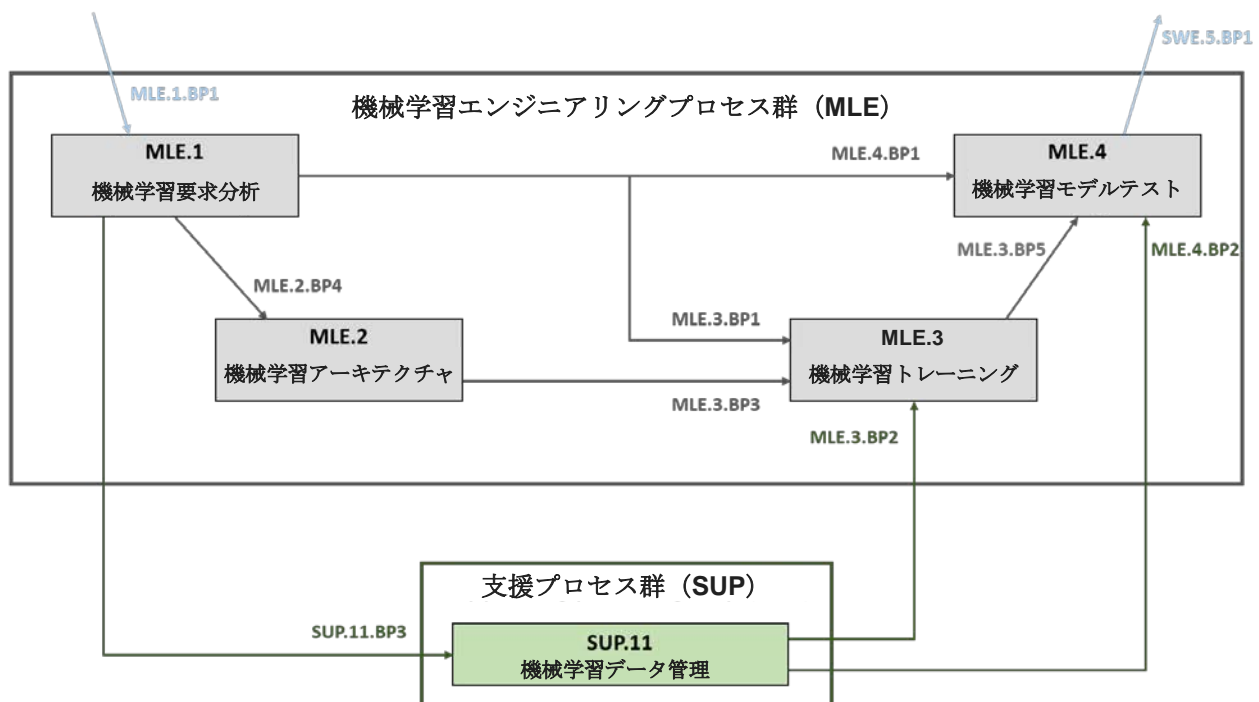 SWE.5.BP1
MLE.1.BP1
機械学習エンジニアリングプロセス群（MLE）
MLE.1
機械学習要求分析
MLE.4.BP1
MLE.4
機械学習モデルテスト
MLE.2.BP4
MLE.3.BP5
MLE.4.BP2
MLE.2
機械学習アーキテクチャ
MLE.3.BP1
MLE.3
機械学習トレーニング
MLE.3.BP3
MLE.3.BP2
支援プロセス群（SUP）
SUP.11.BP3
SUP.11
機械学習データ管理